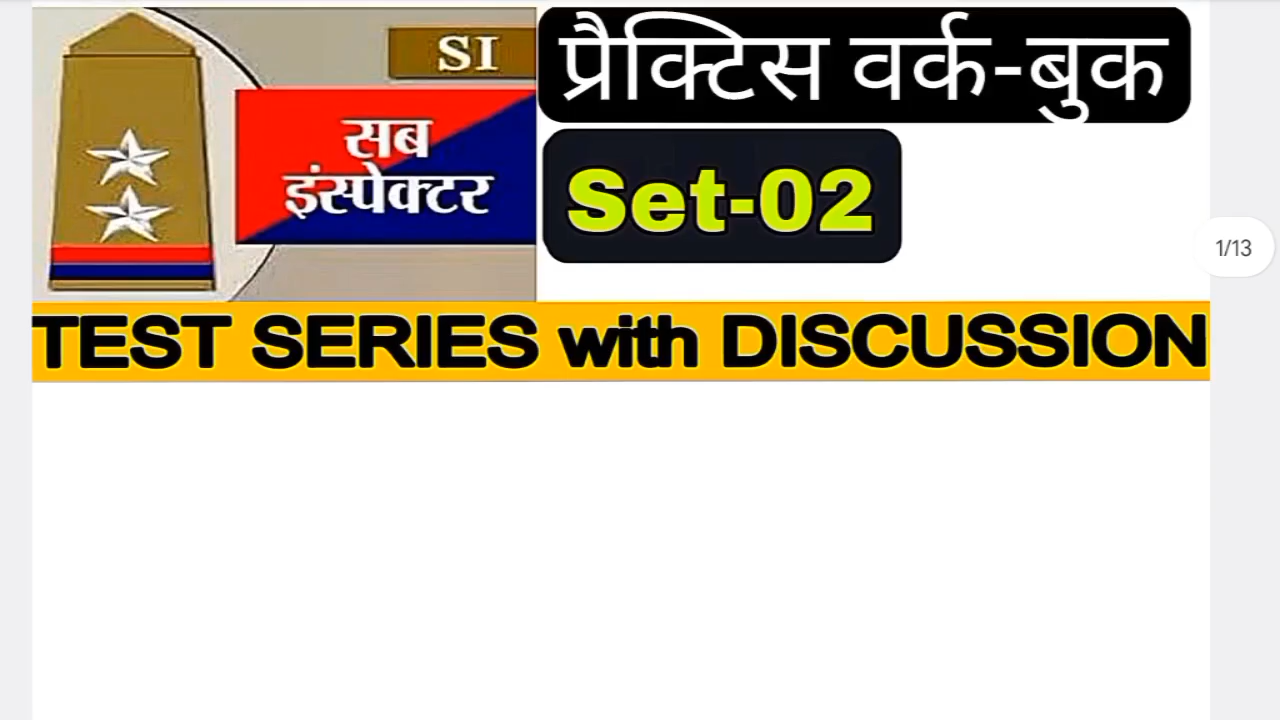 SI
सब
इंस्पेक्टर
प्रैक्टिस वर्क-बुक
Set-02
1/13
TEST SERIES with DISCUSSION